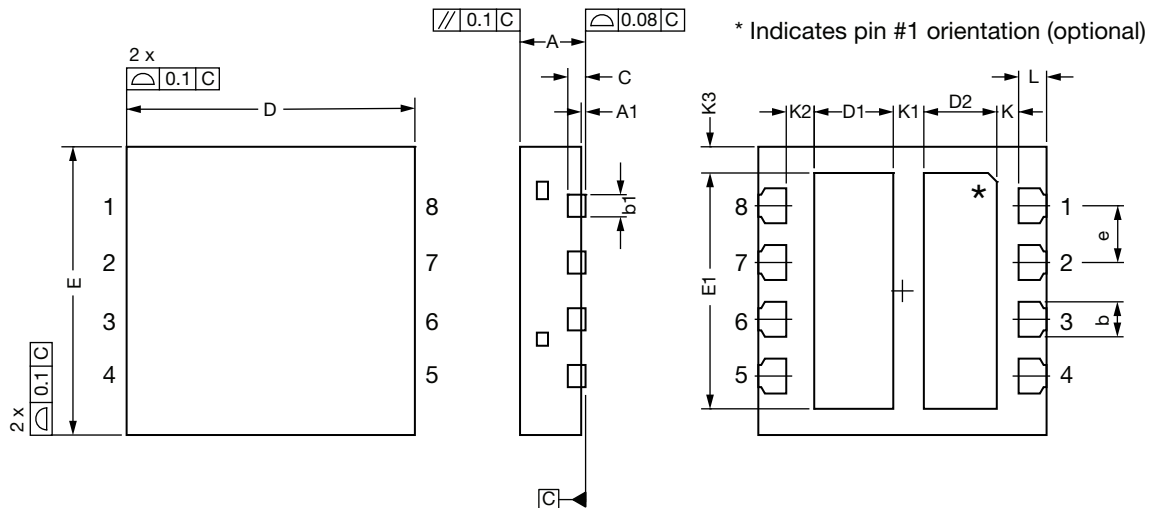 // 0.1 C
A
⌓ 0.08 C
* Indicates pin #1 orientation (optional)
2 x
⌓ 0.1 C
D
C
A1
K3
K2
D1
K1
D2
K
L
1
2
3
4
8
7
6
5
E
2 x
⌓ 0.1 C
b1
E1
8
7
6
5
*
1
2
3
4
e
b
C